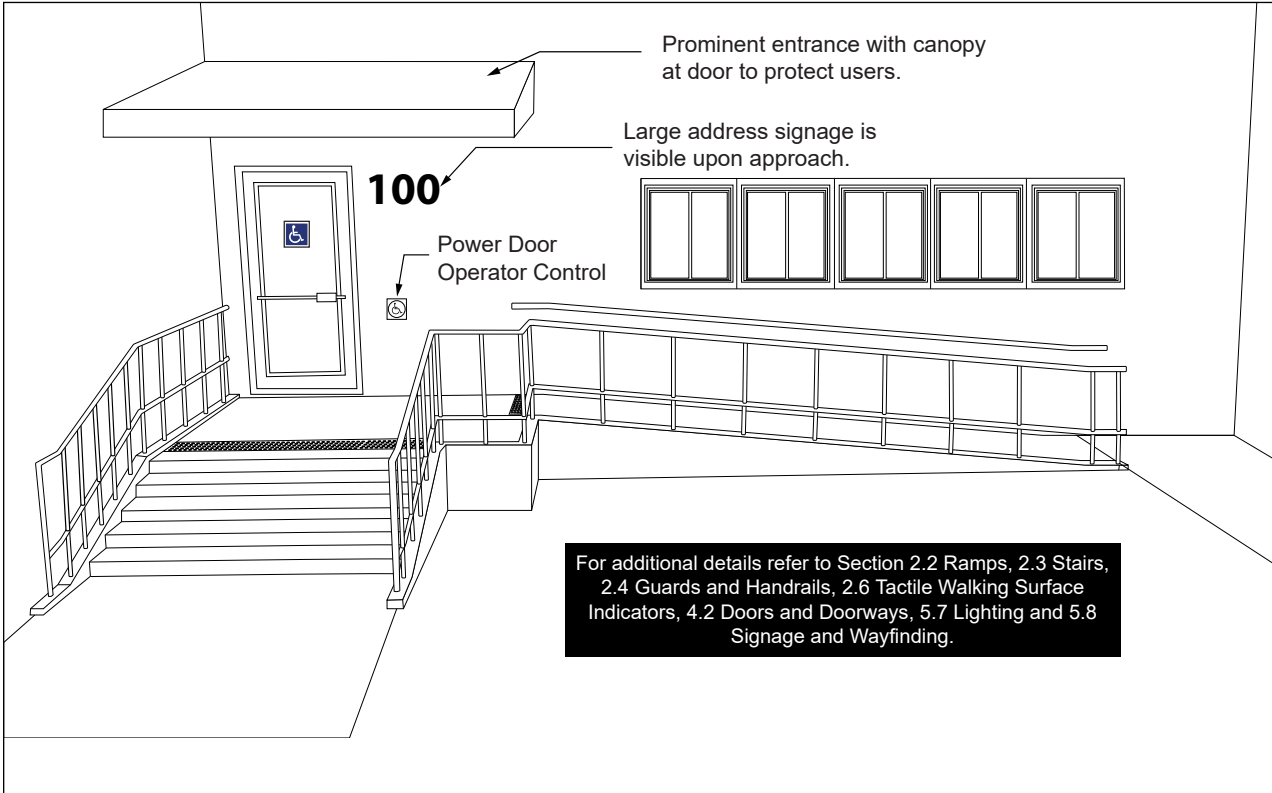 Prominent entrance with canopy
at door to protect users.
Large address signage is
visible upon approach.
100
Power Door
Operator Control
For additional details refer to Section 2.2 Ramps, 2.3 Stairs,
2.4 Guards and Handrails, 2.6 Tactile Walking Surface
Indicators, 4.2 Doors and Doorways, 5.7 Lighting and 5.8
Signage and Wayfinding.